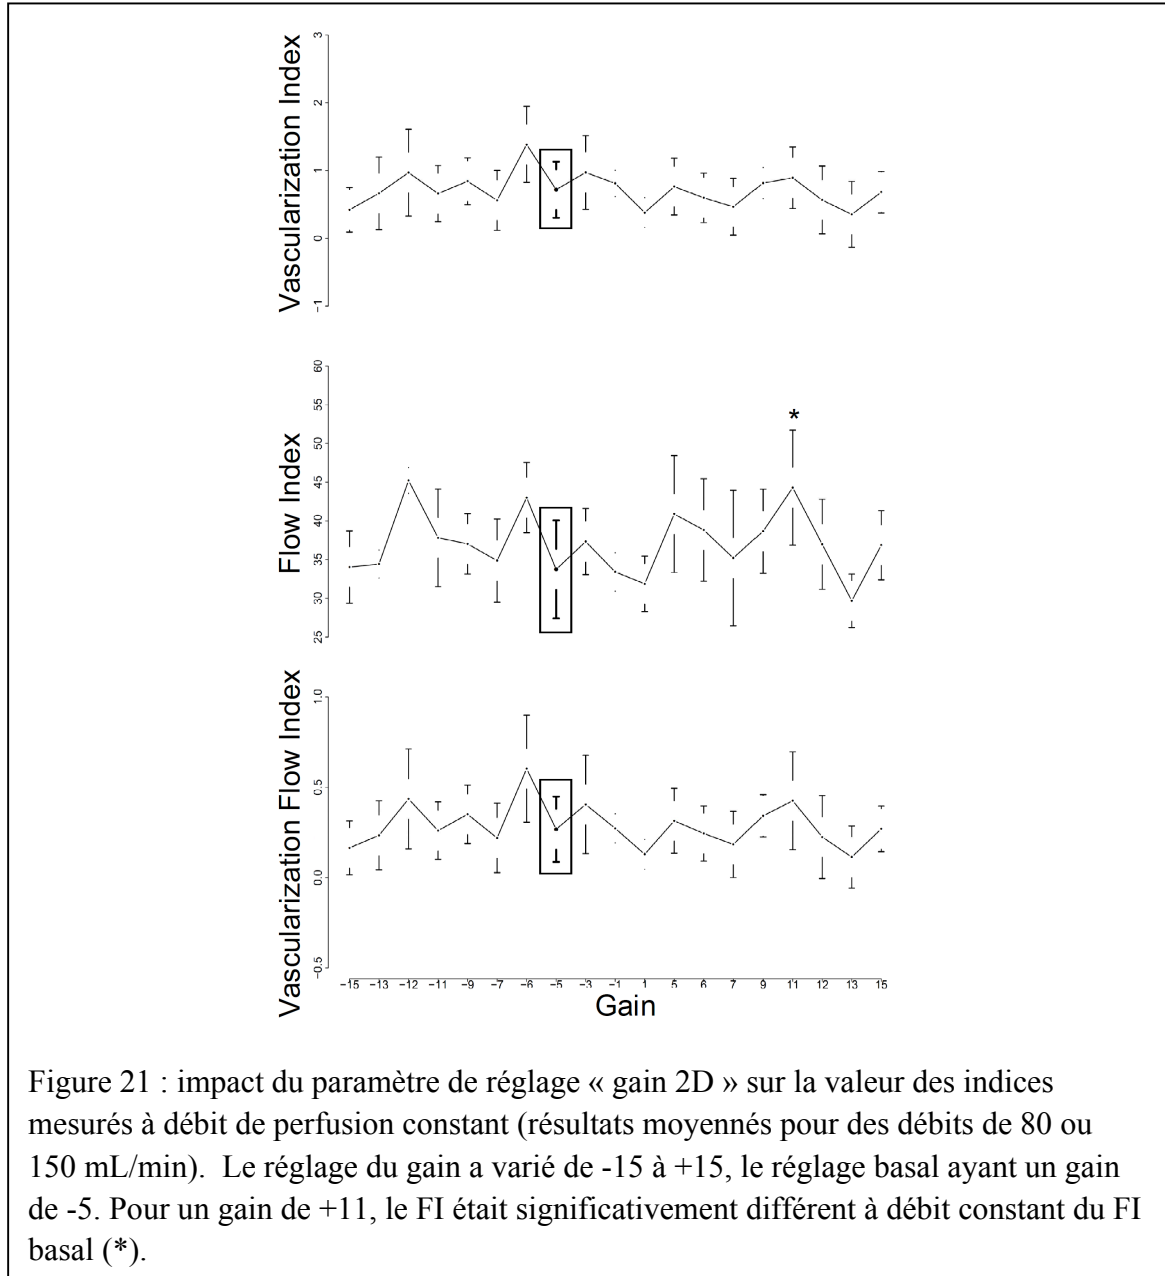 Vascularization Index
3
2
1
0
−1
Flow Index
60
55
50
45
40
35
30
25
*
Vascularization Flow Index
1.0
0.5
0.0
−0.5
−15 −13 −12 −11 −9 −7 −6 −5 −3 −1 1 5 6 7 9 11 12 13 15
Gain
Figure 21 : impact du paramètre de réglage « gain 2D » sur la valeur des indices
mesurés à débit de perfusion constant (résultats moyennés pour des débits de 80 ou
150 mL/min).  Le réglage du gain a varié de -15 à +15, le réglage basal ayant un gain
de -5. Pour un gain de +11, le FI était significativement différent à débit constant du FI
basal (*).